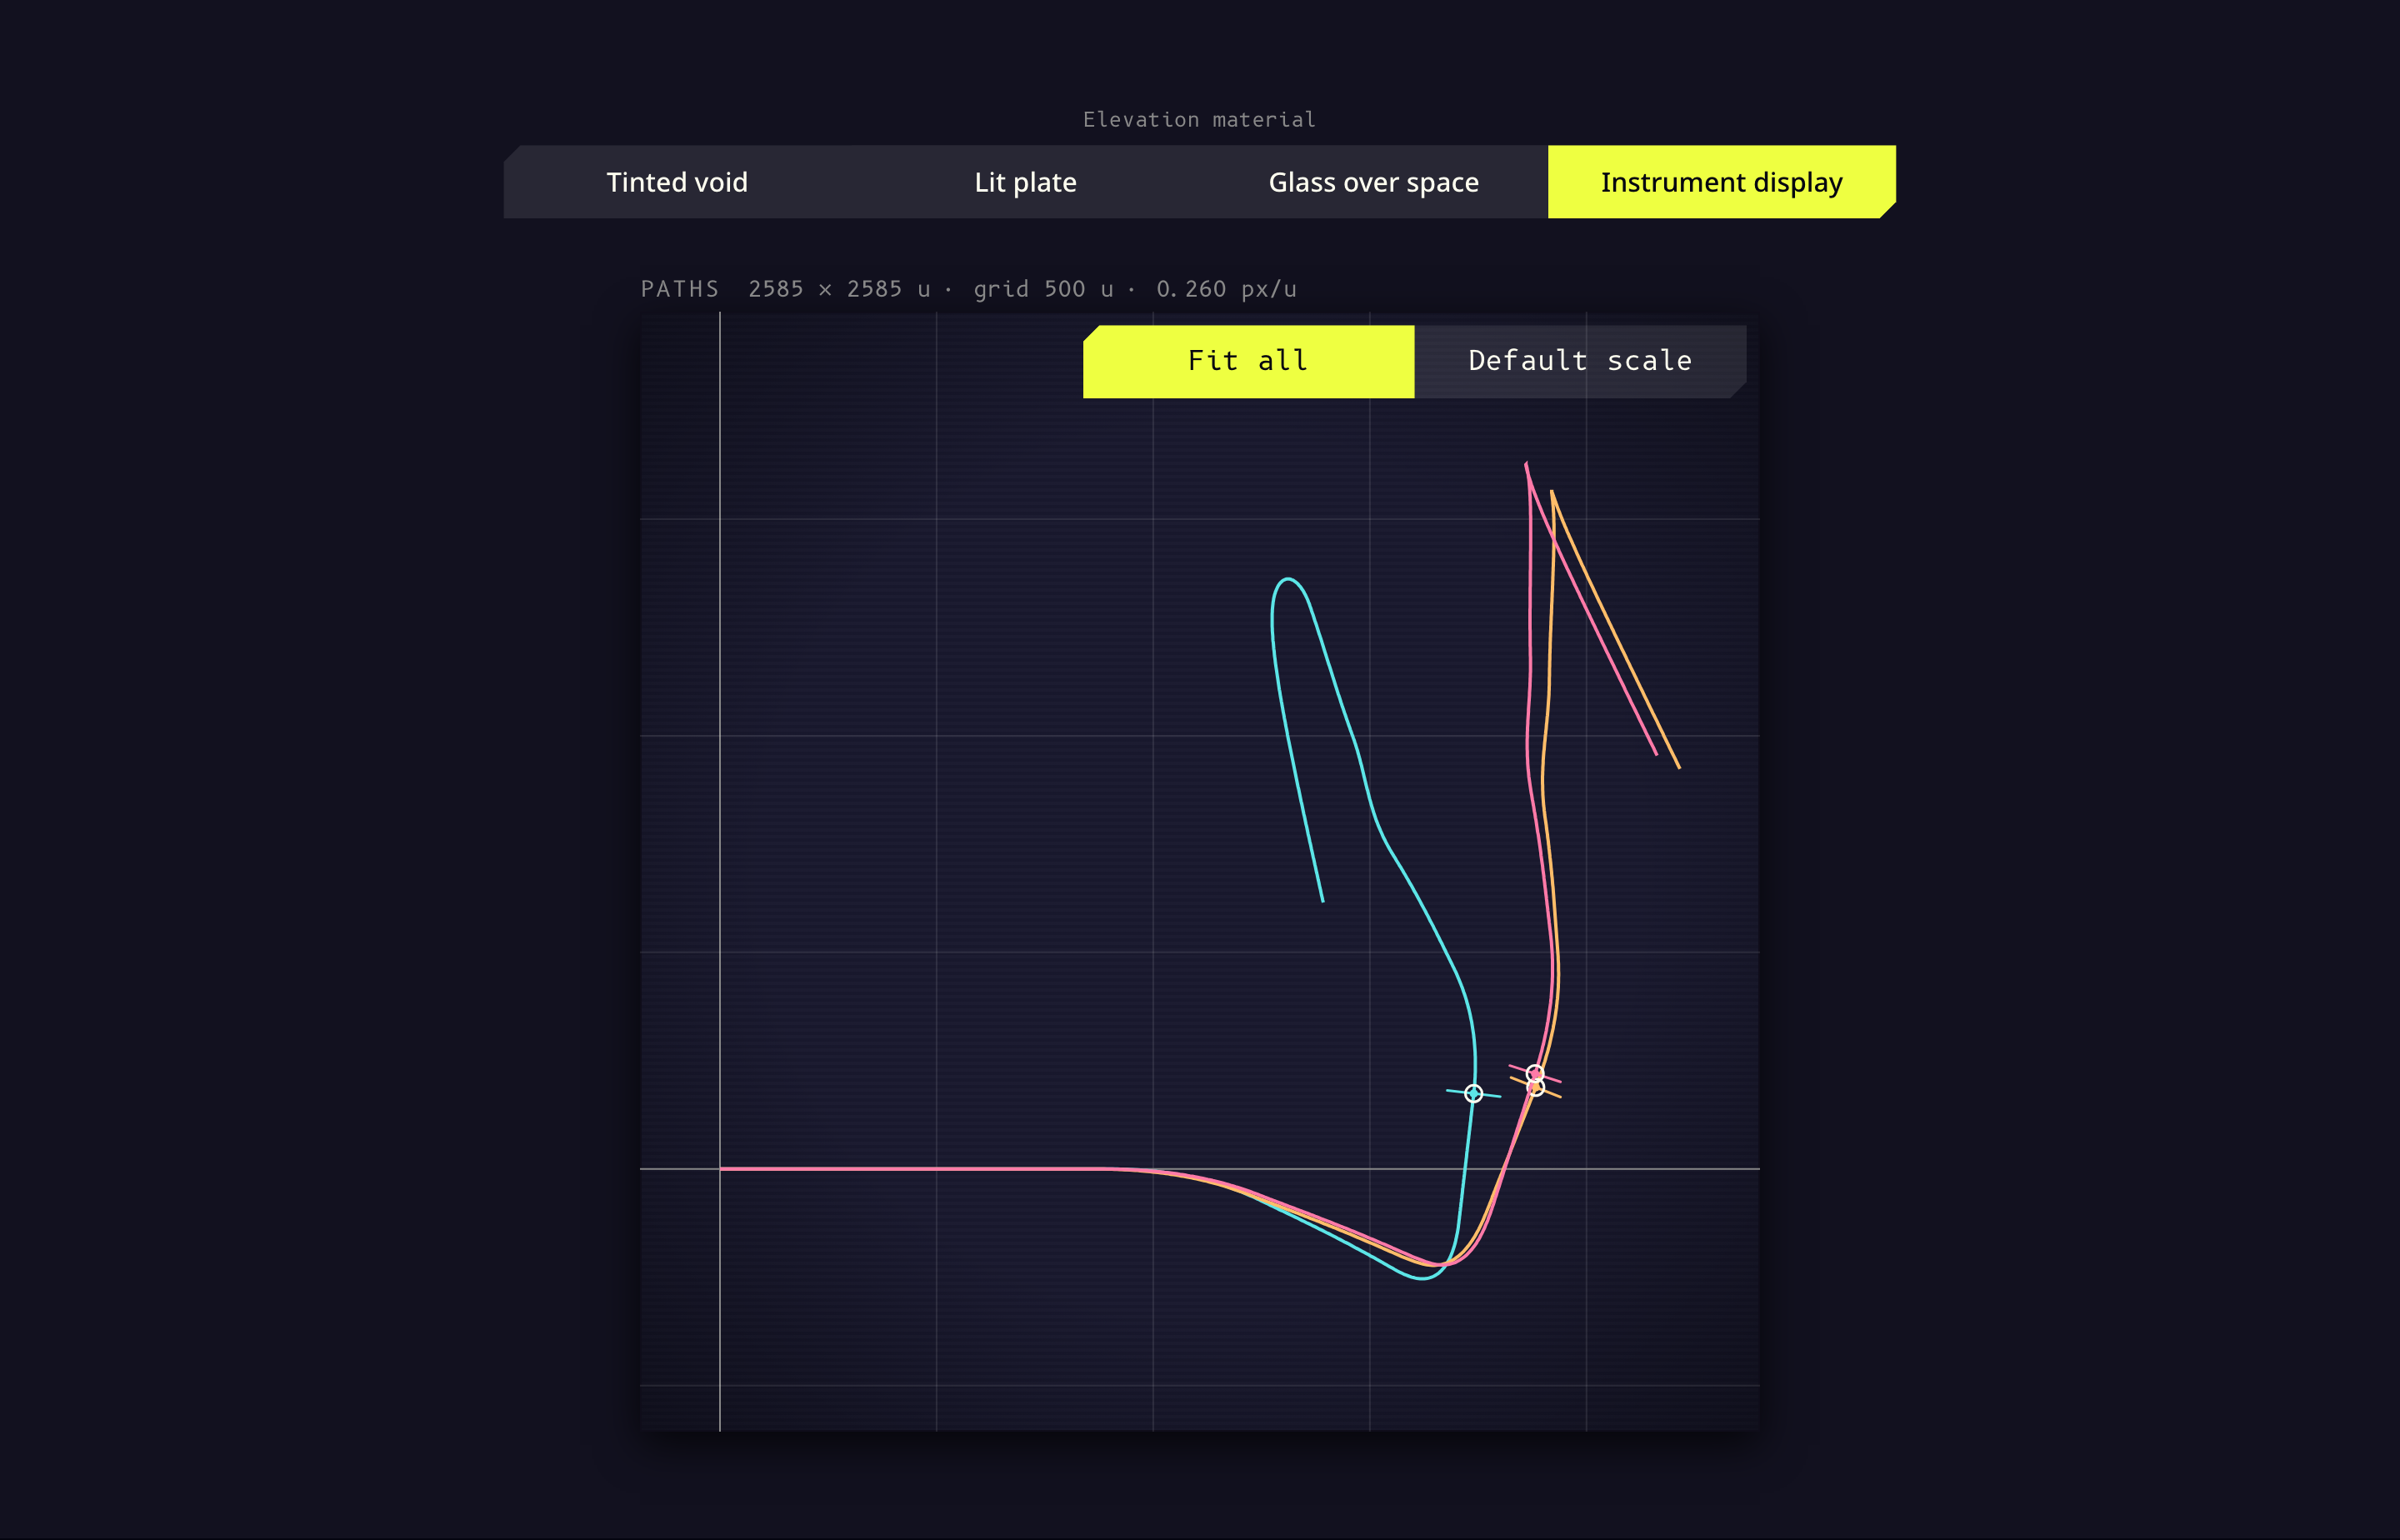 Elevation material
Tinted void Lit plate Glass over space Instrument display
PATHS 2585 × 2585 u · grid 500 u · 0.260 px/u
Fit all Default scale